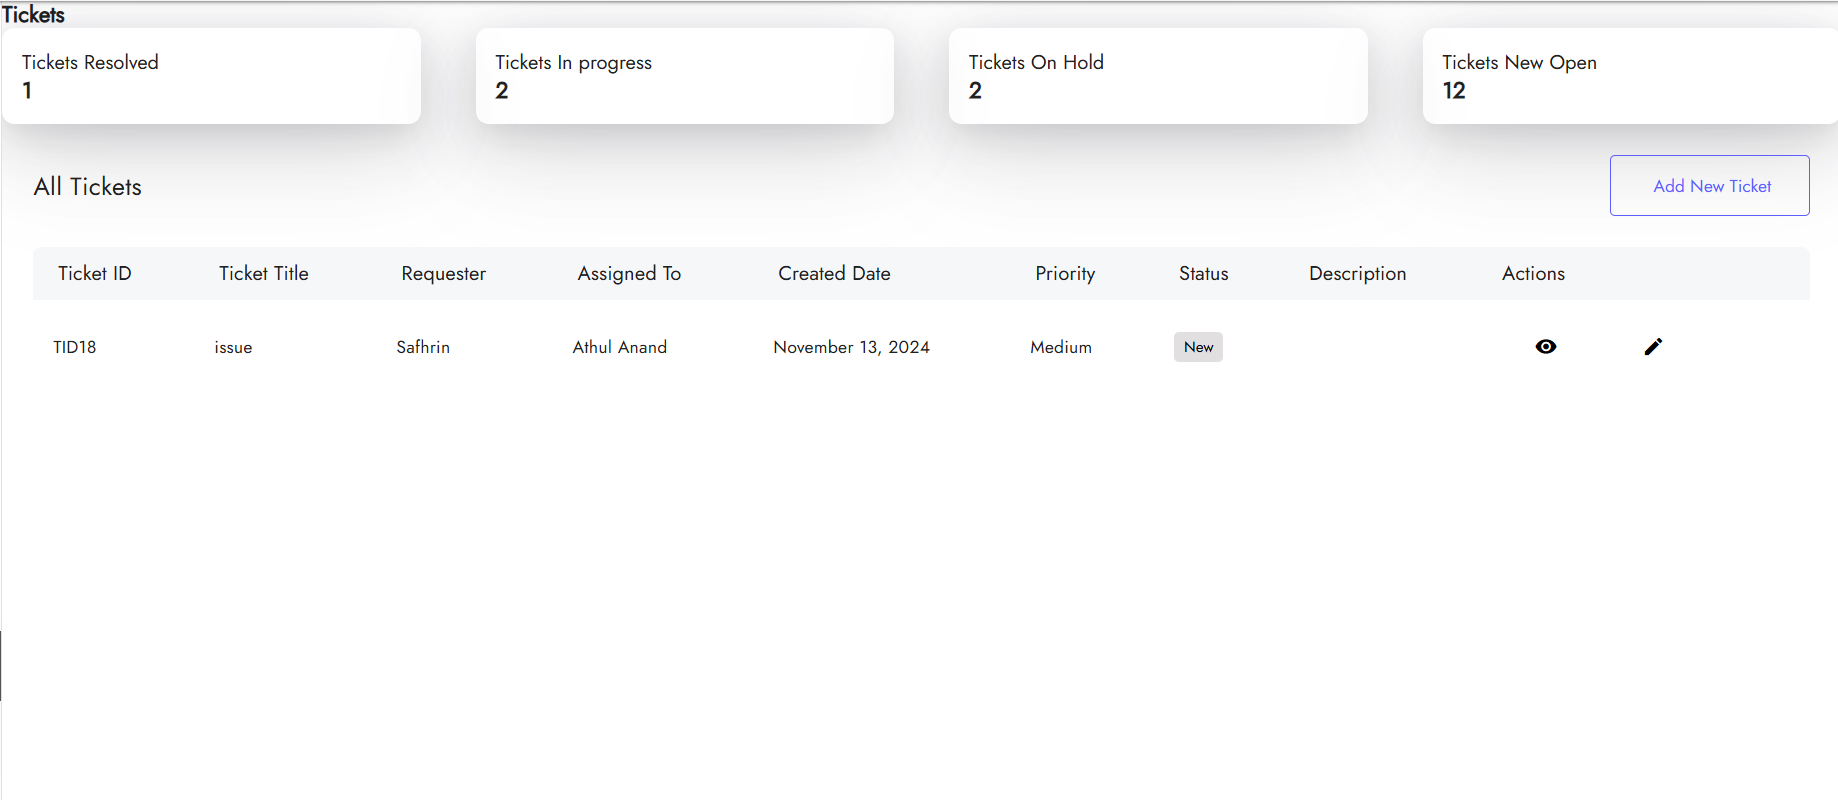 Tickets
Tickets Resolved
1
Tickets In progress
2
Tickets On Hold
2
Tickets New Open
12
All Tickets
Add New Ticket
Ticket ID Ticket Title Requester Assigned To Created Date Priority Status Description Actions
TID18 issue Safhrin Athul Anand November 13, 2024 Medium New